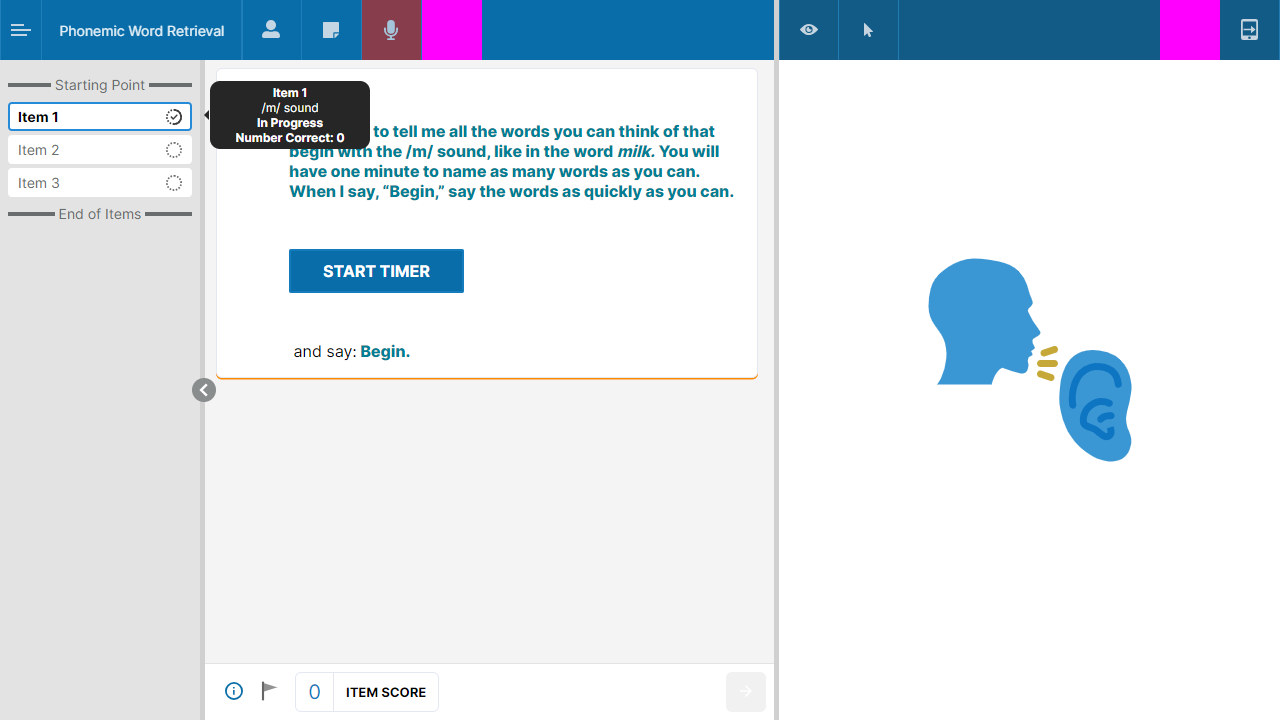 Phonemic Word Retrieval
Starting Point
Item 1
Item 2
Item 3
End of Items
Item 1
/m/ sound
In Progress
Number Correct: 0
to tell me all the words you can think of that
begin with the /m/ sound, like in the word milk. You will
have one minute to name as many words as you can.
When I say, “Begin,” say the words as quickly as you can.
START TIMER
and say: Begin.
0 ITEM SCORE